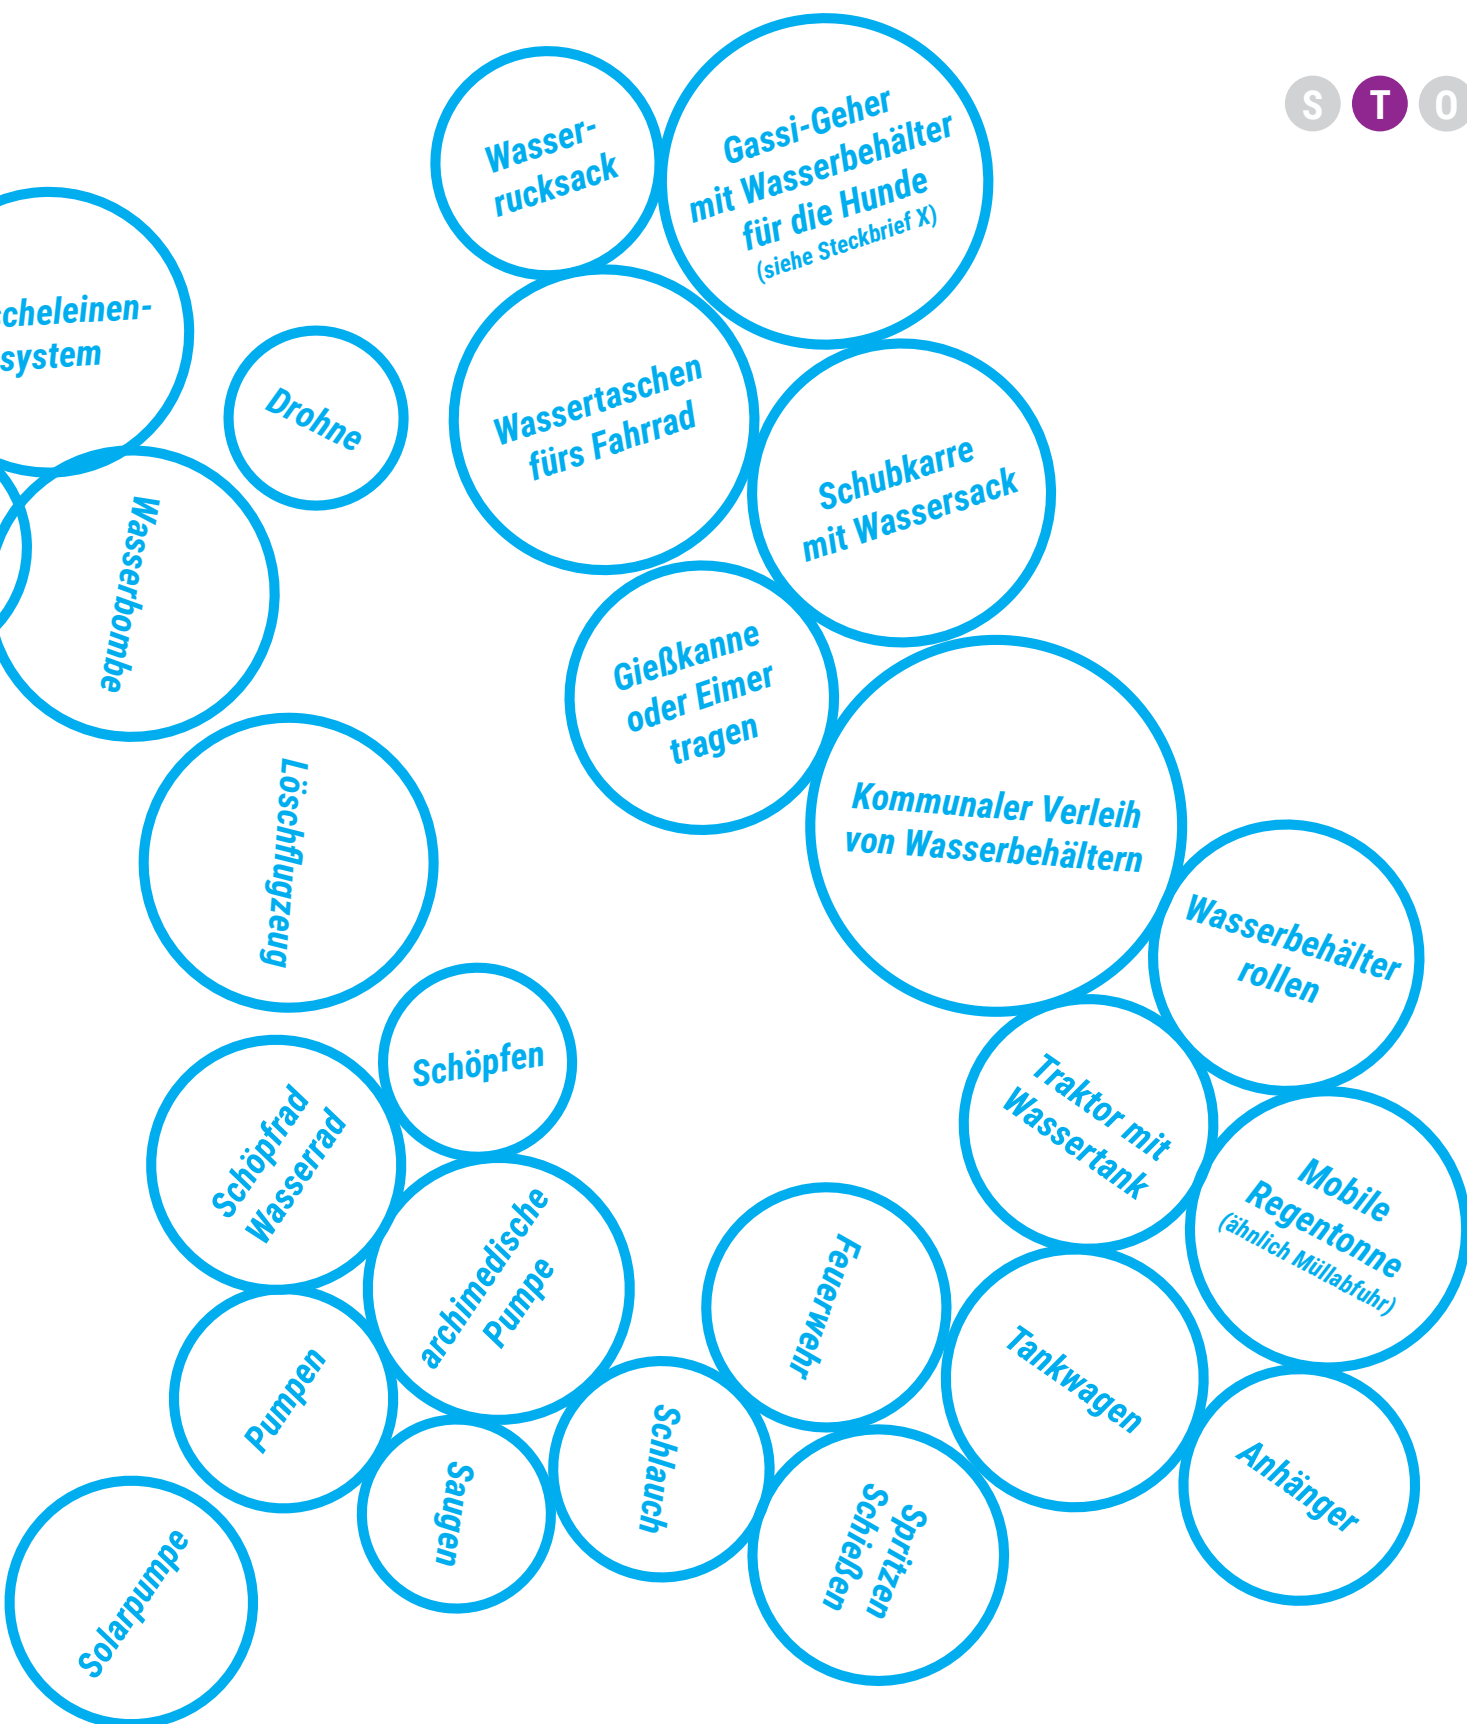 S T O
Wasser-
rucksack
Gassi-Geher
mit Wasserbehälter
für die Hunde
(siehe Steckbrief X)
cheleinen-
system
Drohne
Wassertaschen
fürs Fahrrad
Schubkarre
mit Wassersack
Wasserbombe
Gießkanne
oder Eimer
tragen
Kommunaler Verleih
von Wasserbehältern
Löschflugzeug
Wasserbehälter
rollen
Schöpfen
Traktor mit
Wassertank
Schöpfrad
Wasserrad
Mobile
Regentonne
(ähnlich Müllabfuhr)
archimedische
Pumpe
Feuerwehr
Tankwagen
Pumpen
Schlauch
Anhänger
Saugen
Spritzen
Schießen
Solarpumpe